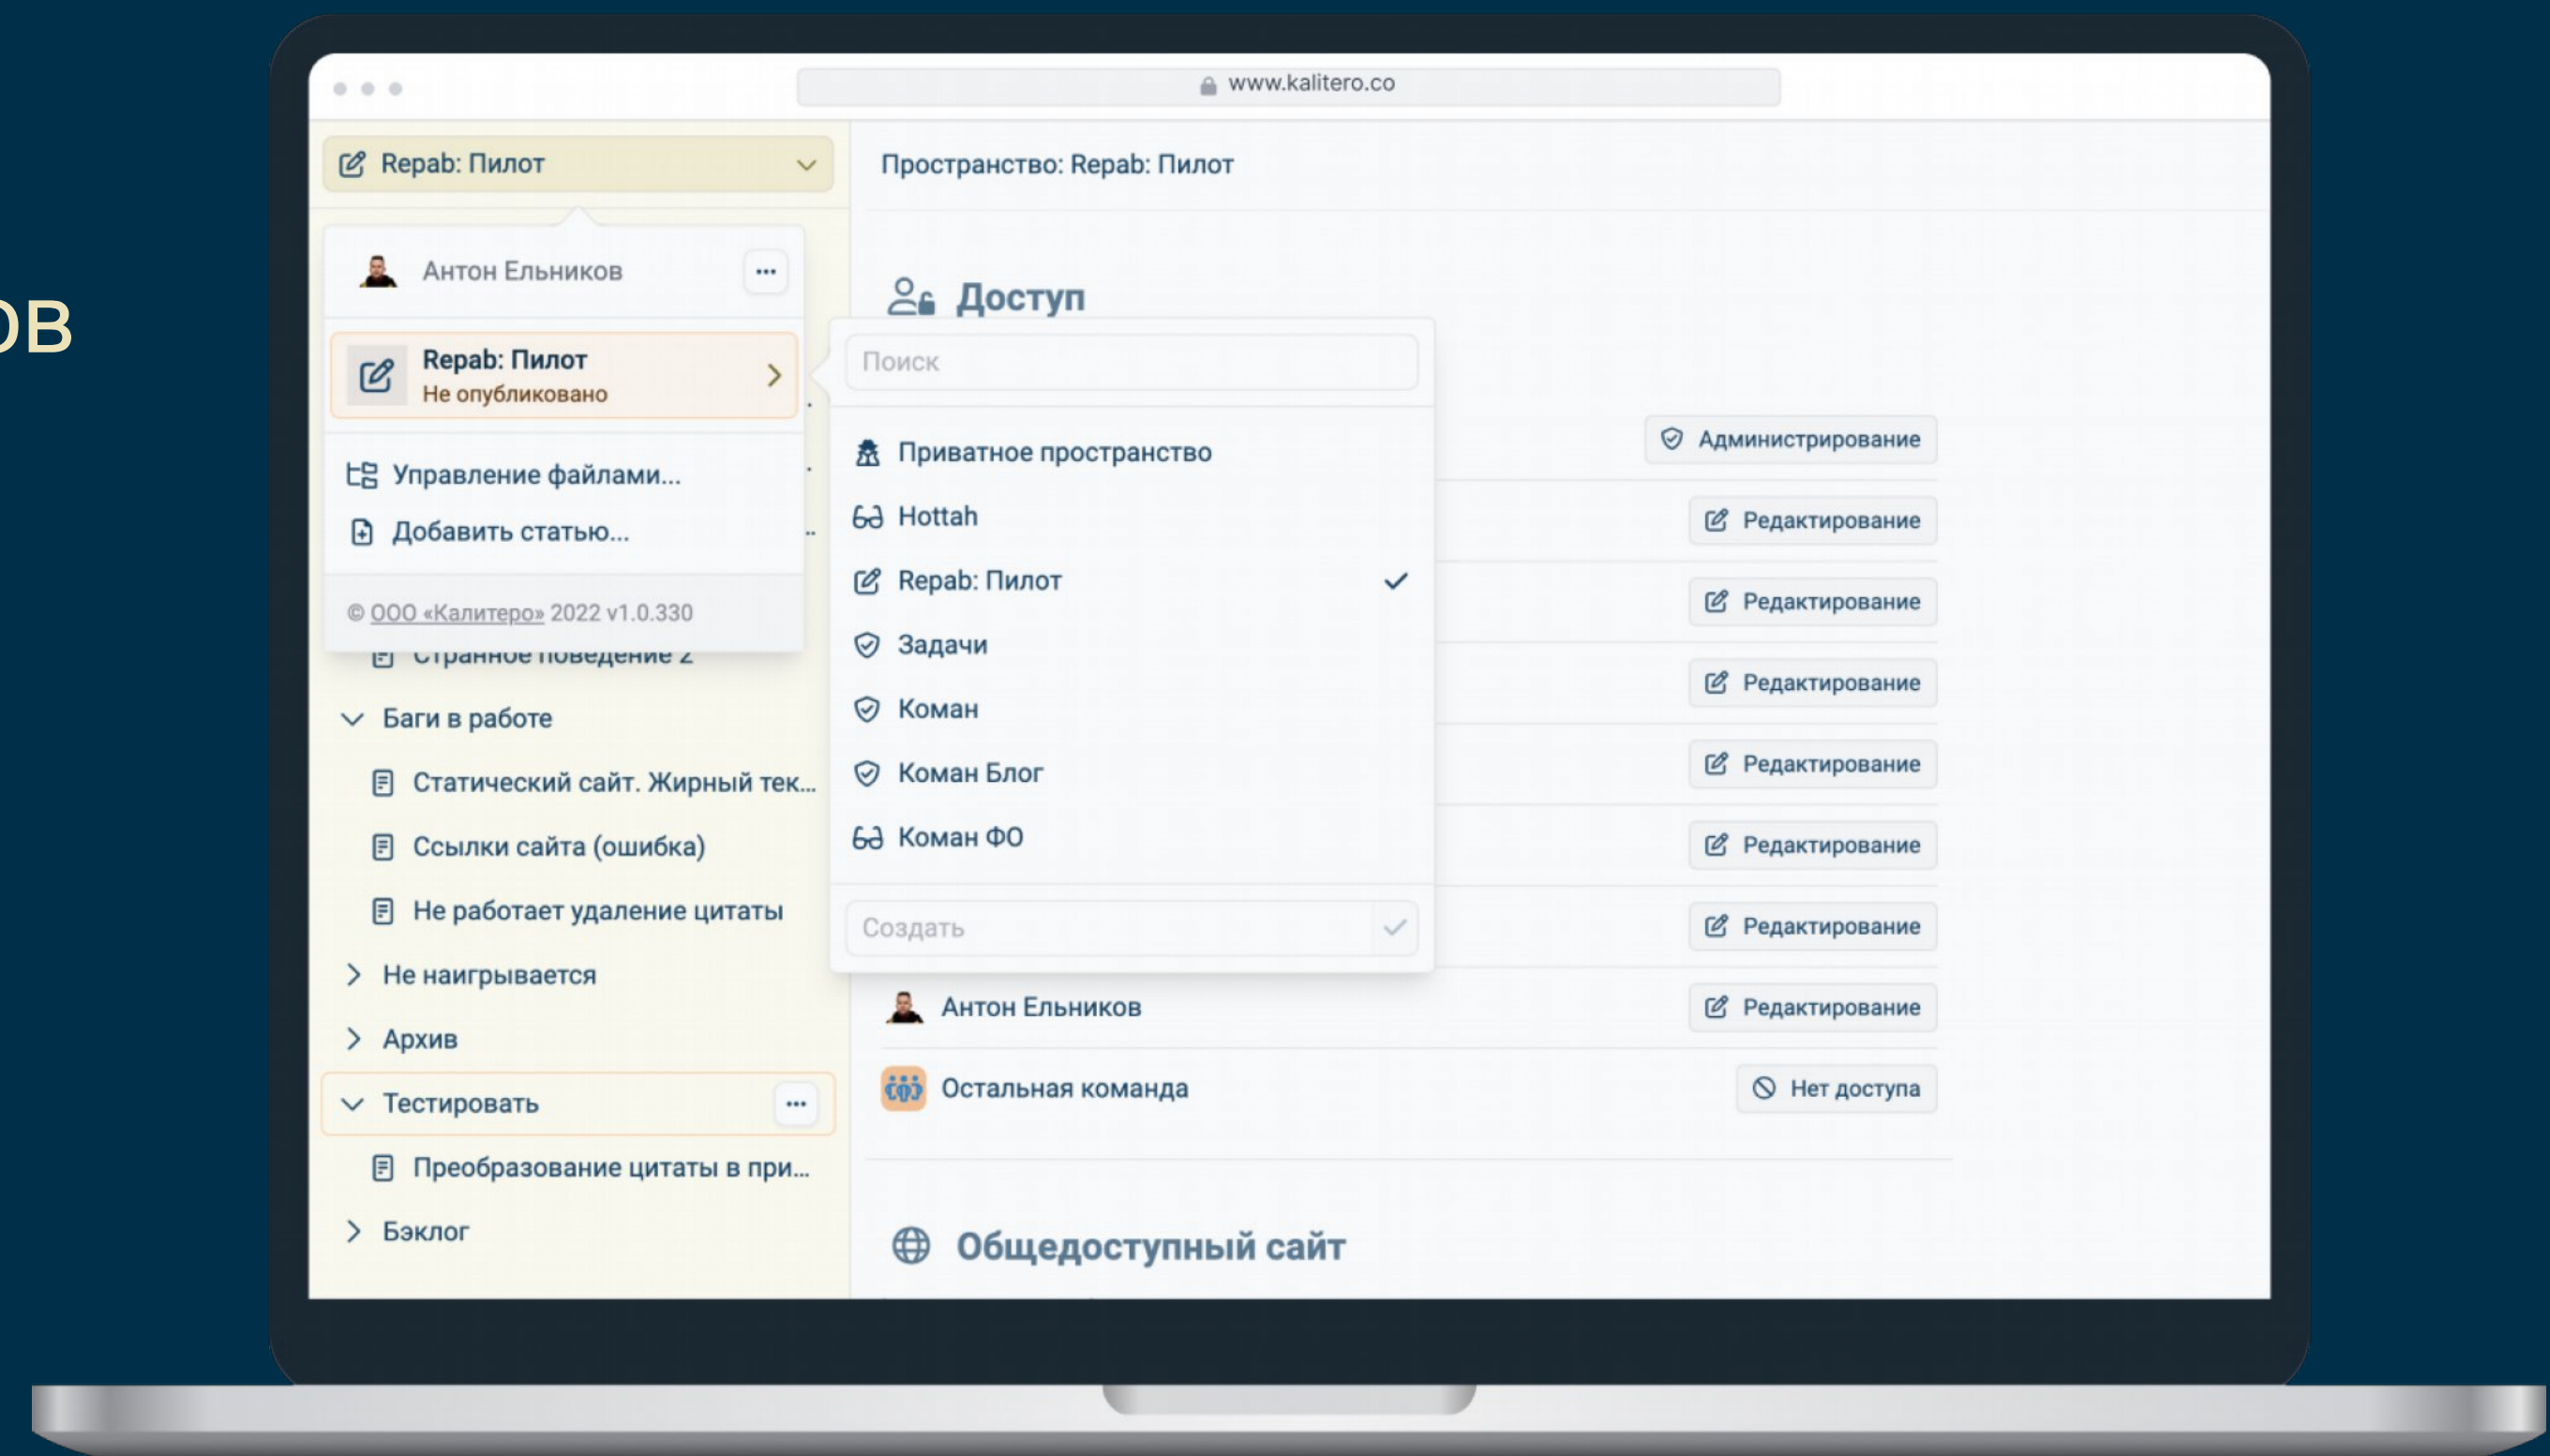 ов
www.kalitero.co
Repab: Пилот
Пространство: Repab: Пилот
Антон Ельников
Repab: Пилот
Не опубликовано
Управление файлами...
Добавить статью...
© ООО «Калитеро» 2022 v1.0.330
Странное поведение 2
Баги в работе
Статический сайт. Жирный тек...
Ссылки сайта (ошибка)
Не работает удаление цитаты
Не наигрывается
Архив
Тестировать
Преобразование цитаты в при...
Бэклог
Доступ
Поиск
Приватное пространство
Hottah
Repab: Пилот
Задачи
Коман
Коман Блог
Коман ФО
Создать
Администрирование
Редактирование
Редактирование
Редактирование
Редактирование
Редактирование
Редактирование
Антон Ельников
Редактирование
Остальная команда
Нет доступа
Общедоступный сайт